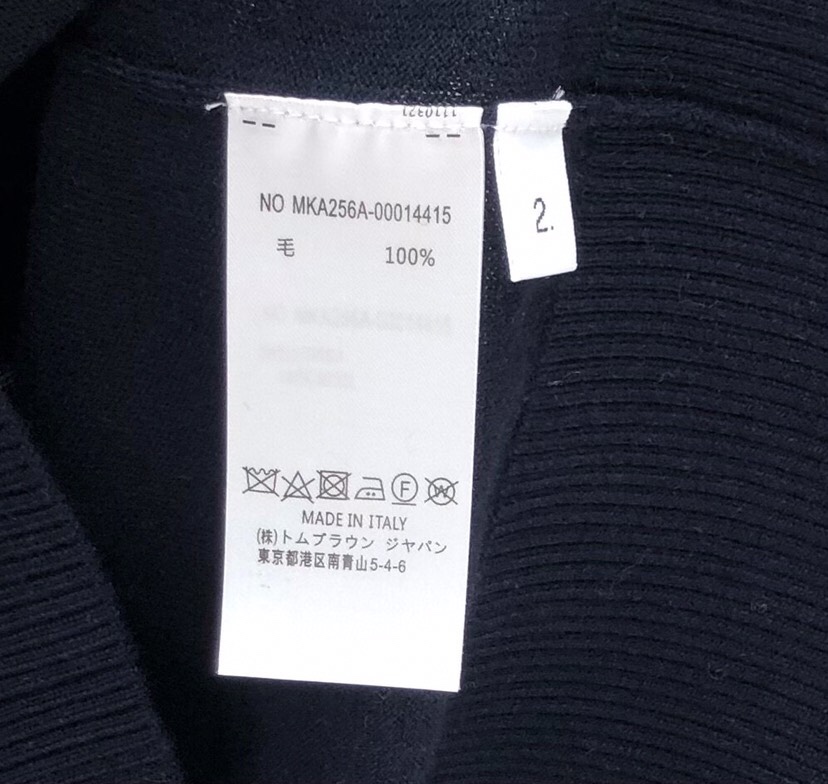 NO MKA256A-00014415
毛 100%
2.
F
W
MADE IN ITALY
(株)トムブラウン ジヤパン
東京都港区南青山5-4-6